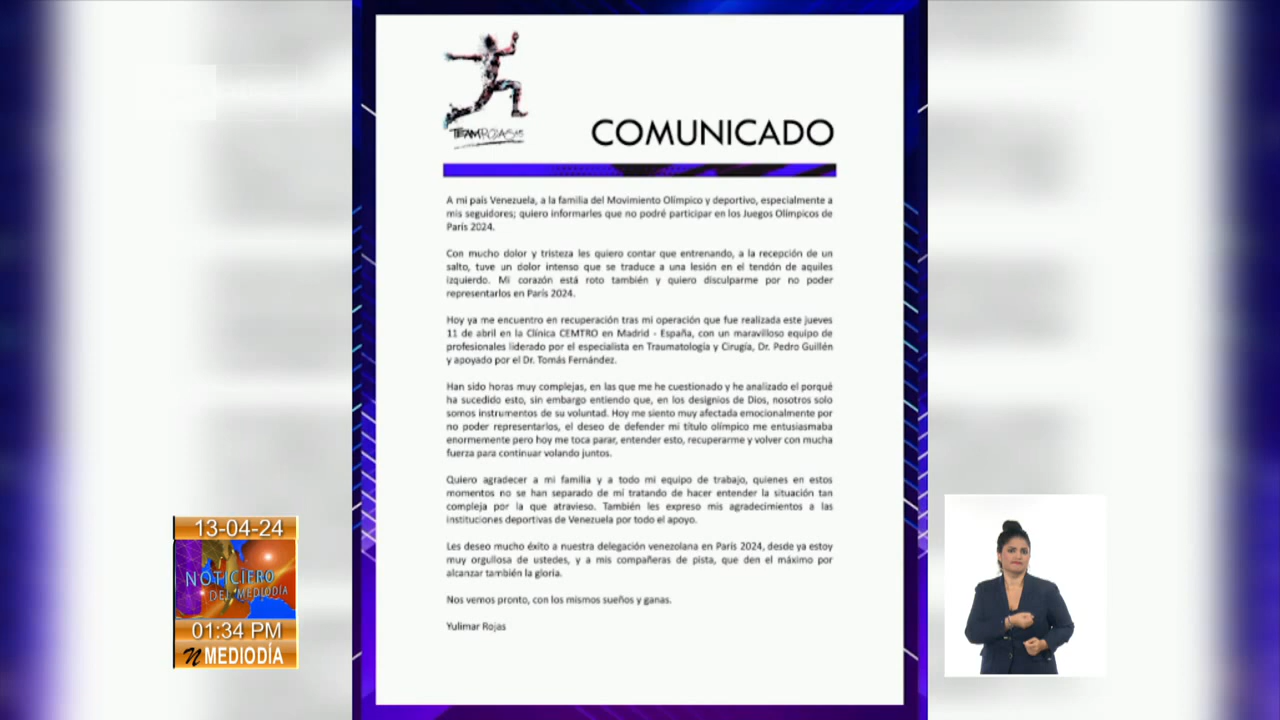 TEAMROJAS45
COMUNICADO
A mi país Venezuela, a la familia del Movimiento Olímpico y deportivo, especialmente a
mis seguidores; quiero informarles que no podré participar en los Juegos Olímpicos de
París 2024.
Con mucho dolor y tristeza les quiero contar que entrenando, a la recepción de un
salto, tuve un dolor intenso que se traduce a una lesión en el tendón de aquiles
izquierdo. Mi corazón está roto también y quiero disculparme por no poder
representarlos en París 2024.
Hoy ya me encuentro en recuperación tras mi operación que fue realizada este jueves
11 de abril en la Clínica CEMTRO en Madrid - España, con un maravilloso equipo de
profesionales liderado por el especialista en Traumatología y Cirugía, Dr. Pedro Guillén
y apoyado por el Dr. Tomás Fernández.
Han sido horas muy complejas, en las que me he cuestionado y he analizado el porqué
ha sucedido esto, sin embargo entiendo que, en los designios de Dios, nosotros solo
somos instrumentos de su voluntad. Hoy me siento muy afectada emocionalmente por
no poder representarlos, el deseo de defender mi título olímpico me entusiasmaba
enormemente pero hoy me toca parar, entender esto, recuperarme y volver con mucha
fuerza para continuar volando juntos.
Quiero agradecer a mi familia y a todo mi equipo de trabajo, quienes en estos
momentos no se han separado de mí tratando de hacer entender la situación tan
compleja por la que atravieso. También les expreso mis agradecimientos a las
instituciones deportivas de Venezuela por todo el apoyo.
Les deseo mucho éxito a nuestra delegación venezolana en París 2024, desde ya estoy
muy orgullosa de ustedes, y a mis compañeras de pista, que den el máximo por
alcanzar también la gloria.
Nos vemos pronto, con los mismos sueños y ganas.
Yulimar Rojas
13-04-24
NOTICIERO
DEL MEDIODÍA
01:34 PM
N MEDIODÍA